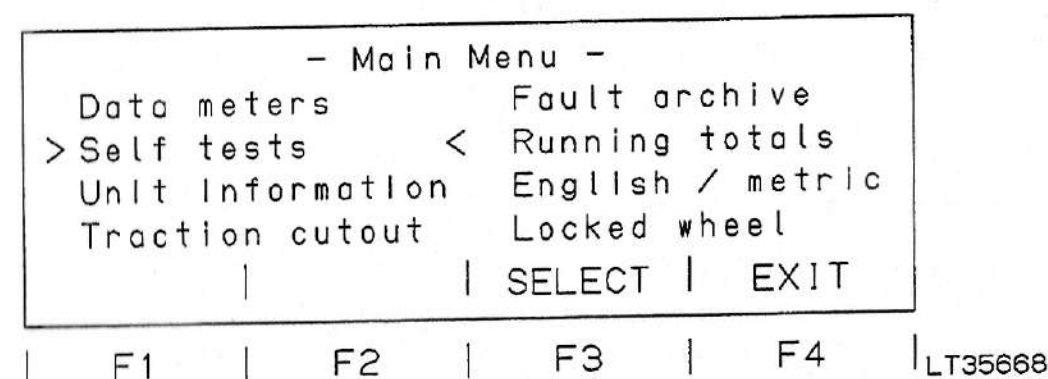 - Main Menu -
Data meters Fault archive
> Self tests < Running totals
Unit Information English / metric
Traction cutout Locked wheel
| | SELECT | EXIT
| F1 | F2 | F3 | F4 | LT35668